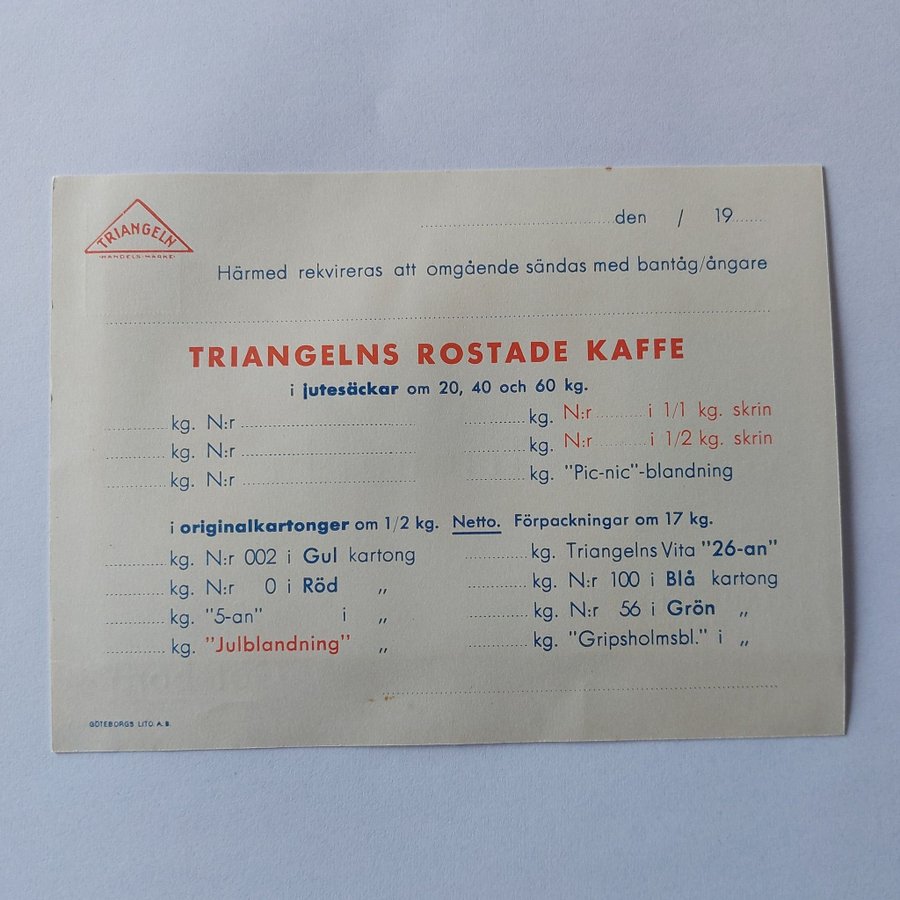 TRIANGELN
HANDELS-MÄRKE
den / 19
Härmed rekvireras att omgående sändas med bantåg/ångare
TRIANGELNS ROSTADE KAFFE
i jutesäckar om 20, 40 och 60 kg.
kg. N:r
kg. N:r
kg. N:r
kg. N:r i 1/1 kg. skrin
kg. N:r i 1/2 kg. skrin
kg. "Pic-nic"-blandning
i originalkartonger om 1/2 kg. Netto. Förpackningar om 17 kg.
kg. N:r 002 i Gul kartong
kg. N:r 0 i Röd „
kg. "5-an" i „
kg. "Julblandning" „
kg. Triangelns Vita "26-an"
kg. N:r 100 i Blå kartong
kg. N:r 56 i Grön „
kg. "Gripsholmsbl." i „
GÖTEBORGS LITO. A. B.